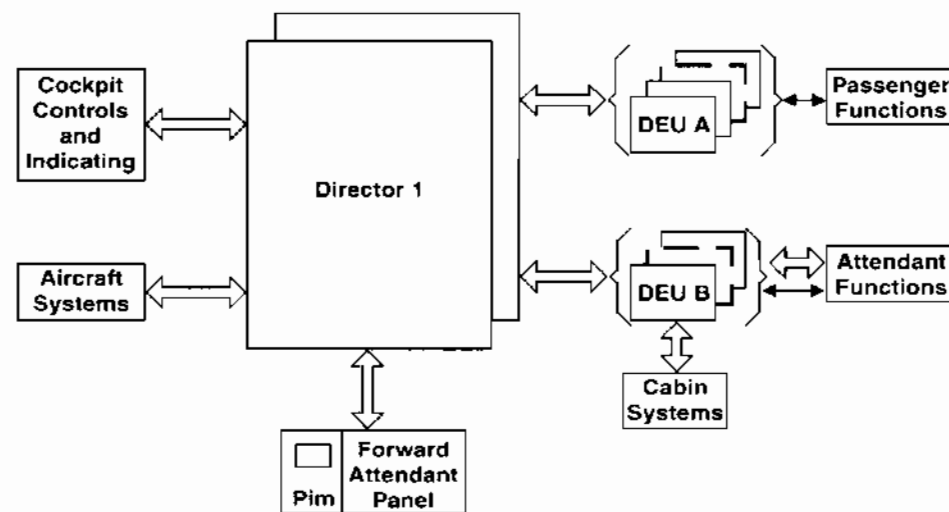 Cockpit
Controls
and
Indicating
Director 1
DEU A
Passenger
Functions
Aircraft
Systems
DEU B
Attendant
Functions
Cabin
Systems
Pim
Forward
Attendant
Panel